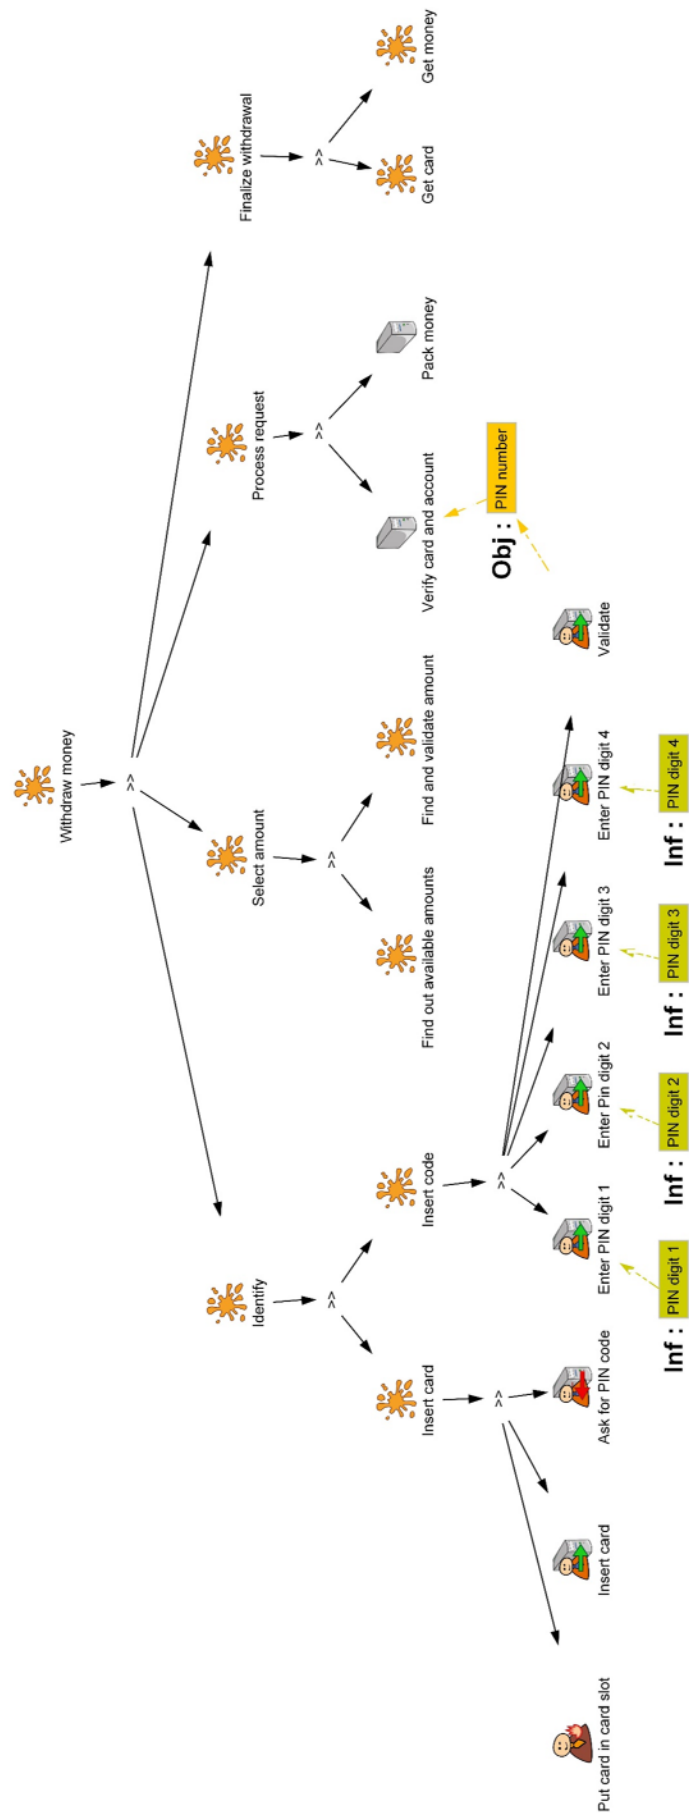 Withdraw money
>>
Identify
Select amount
Process request
Finalize withdrawal
>>
>>
>>
>>
Insert card
Insert code
Find out available amounts
Find and validate amount
Verify card and account
Pack money
Get card
Get money
>>
>>
Obj : PIN number
Put card in card slot
Insert card
Ask for PIN code
Enter PIN digit 1
Enter Pin digit 2
Enter PIN digit 3
Enter PIN digit 4
Validate
Inf : PIN digit 1
Inf : PIN digit 2
Inf : PIN digit 3
Inf : PIN digit 4